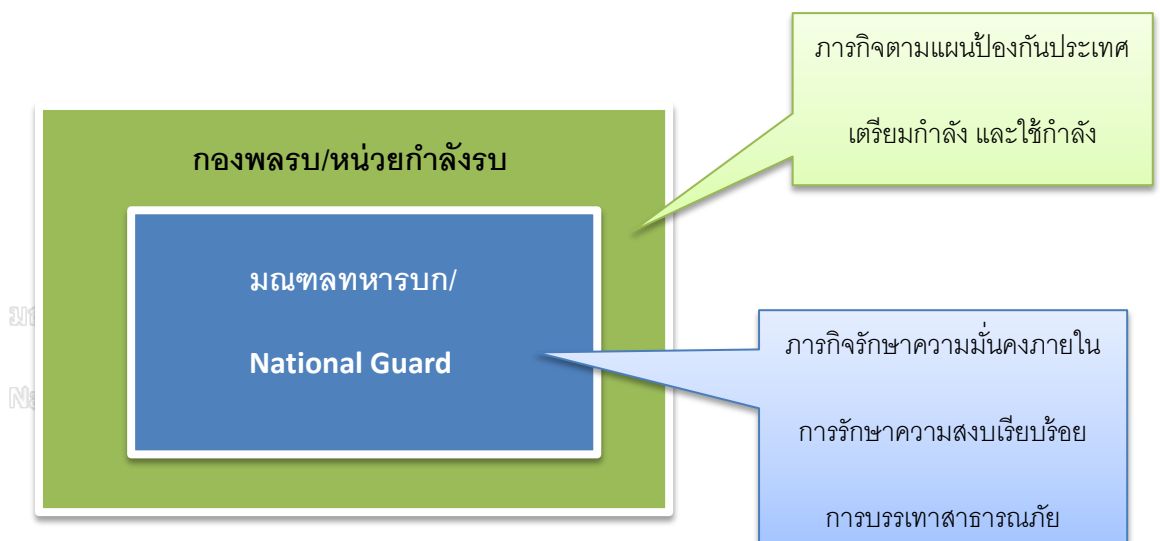 ภารกิจตามแผนป้องกันประเทศ
เตรียมกำลัง และใช้กำลัง
กองพลรบ/หน่วยกำลังรบ
มณฑลทหารบก/
National Guard
ภารกิจรักษาความมั่นคงภายใน
การรักษาความสงบเรียบร้อย
การบรรเทาสาธารณภัย